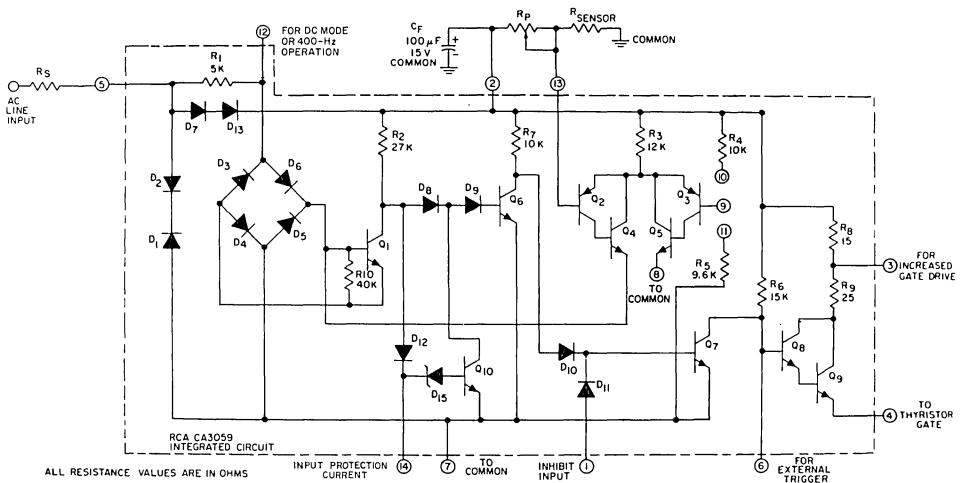 12
FOR DC MODE
OR 400-Hz
OPERATION
CF
100 µF
15 V
COMMON
+
-
RP
RSENSOR
COMMON
RS
5
R1
5K
2
13
AC
LINE
INPUT
D7
D13
R2
27K
R7
10K
R3
12K
R4
10K
10
D3
D6
D2
D8
D9
Q6
Q2
Q3
9
D4
D5
Q4
Q5
11
R8
15
D1
Q1
8
TO
COMMON
R5
9.6K
3
FOR
INCREASED
GATE DRIVE
R10
40K
R6
15K
R9
25
D12
Q7
Q8
D10
D15
Q10
D11
Q9
4
TO
THYRISTOR
GATE
RCA CA3059
INTEGRATED CIRCUIT
ALL RESISTANCE VALUES ARE IN OHMS
INPUT PROTECTION
CURRENT
14
7
TO
COMMON
INHIBIT
INPUT
1
6
FOR
EXTERNAL
TRIGGER